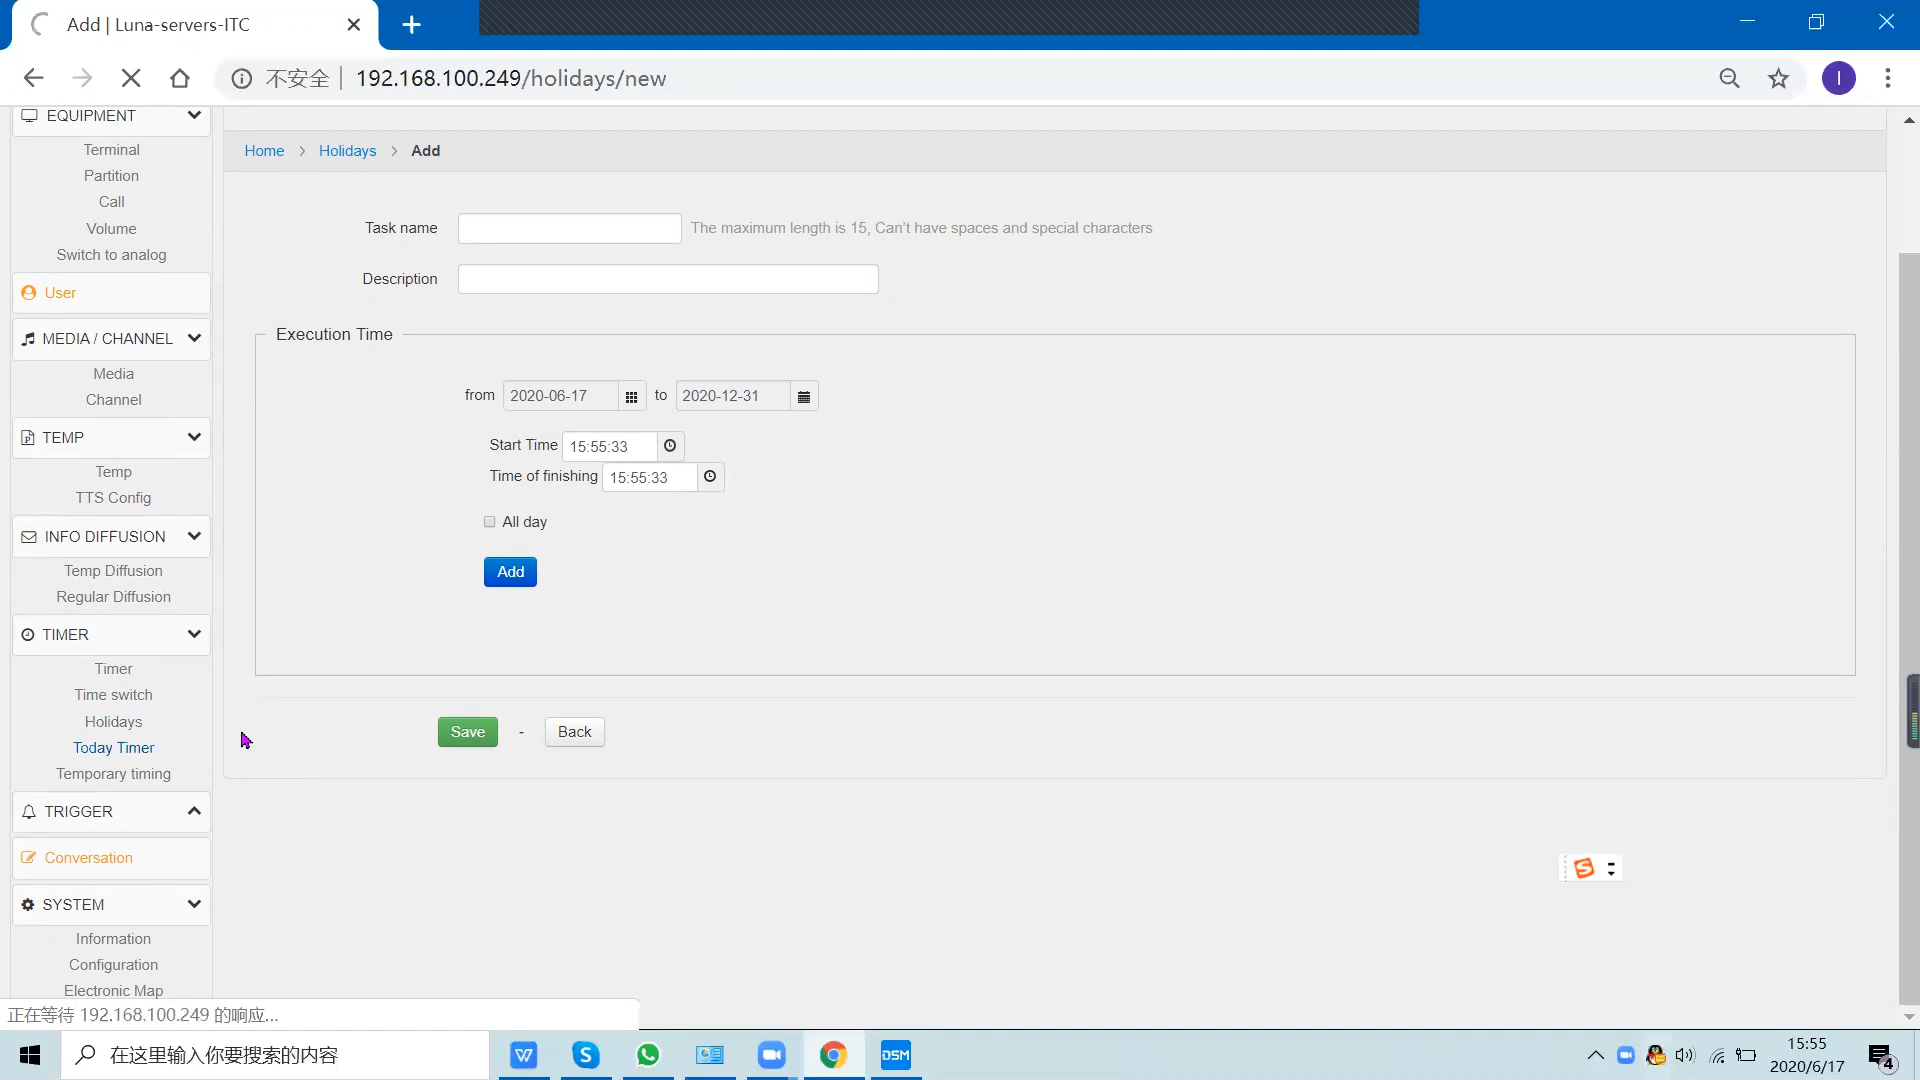 Add | Luna-servers-ITC
不安全 | 192.168.100.249/holidays/new
I
EQUIPMENT
Terminal
Partition
Call
Volume
Switch to analog
User
MEDIA / CHANNEL
Media
Channel
TEMP
Temp
TTS Config
INFO DIFFUSION
Temp Diffusion
Regular Diffusion
TIMER
Timer
Time switch
Holidays
Today Timer
Temporary timing
TRIGGER
Conversation
SYSTEM
Information
Configuration
Electronic Map
Home > Holidays > Add
Task name
The maximum length is 15, Can't have spaces and special characters
Description
Execution Time
from 2020-06-17 to 2020-12-31
Start Time 15:55:33
Time of finishing 15:55:33
All day
Add
Save - Back
正在等待 192.168.100.249 的响应...
在这里输入你要搜索的内容
DSM
15:55
2020/6/17
4